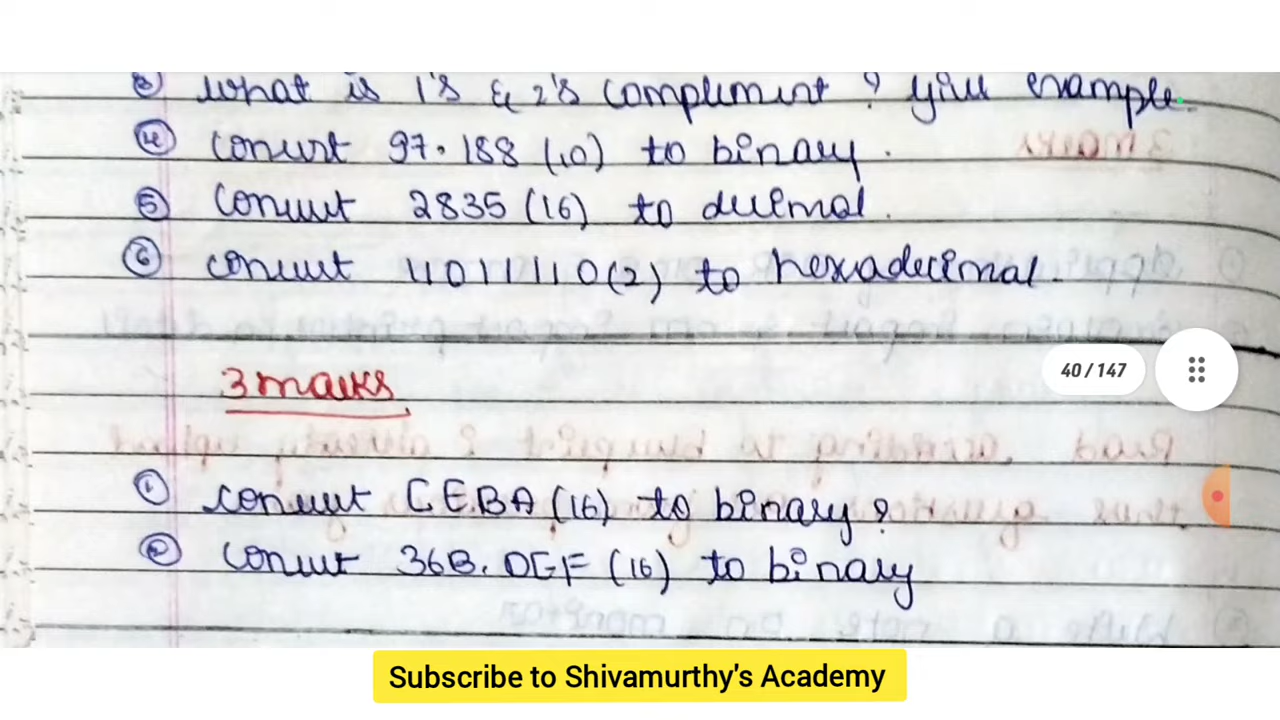 ③ what is 1's & 2's compliment ? give example.
④ convert 97.188 (10) to binary.
⑤ convert 2835 (16) to decimal.
⑥ convert 11011110(2) to hexadecimal.
40 / 147
3 marks
① convert CEBA (16) to binary ?
② convert 36B. (16) to binary
Subscribe to Shivamurthy's Academy